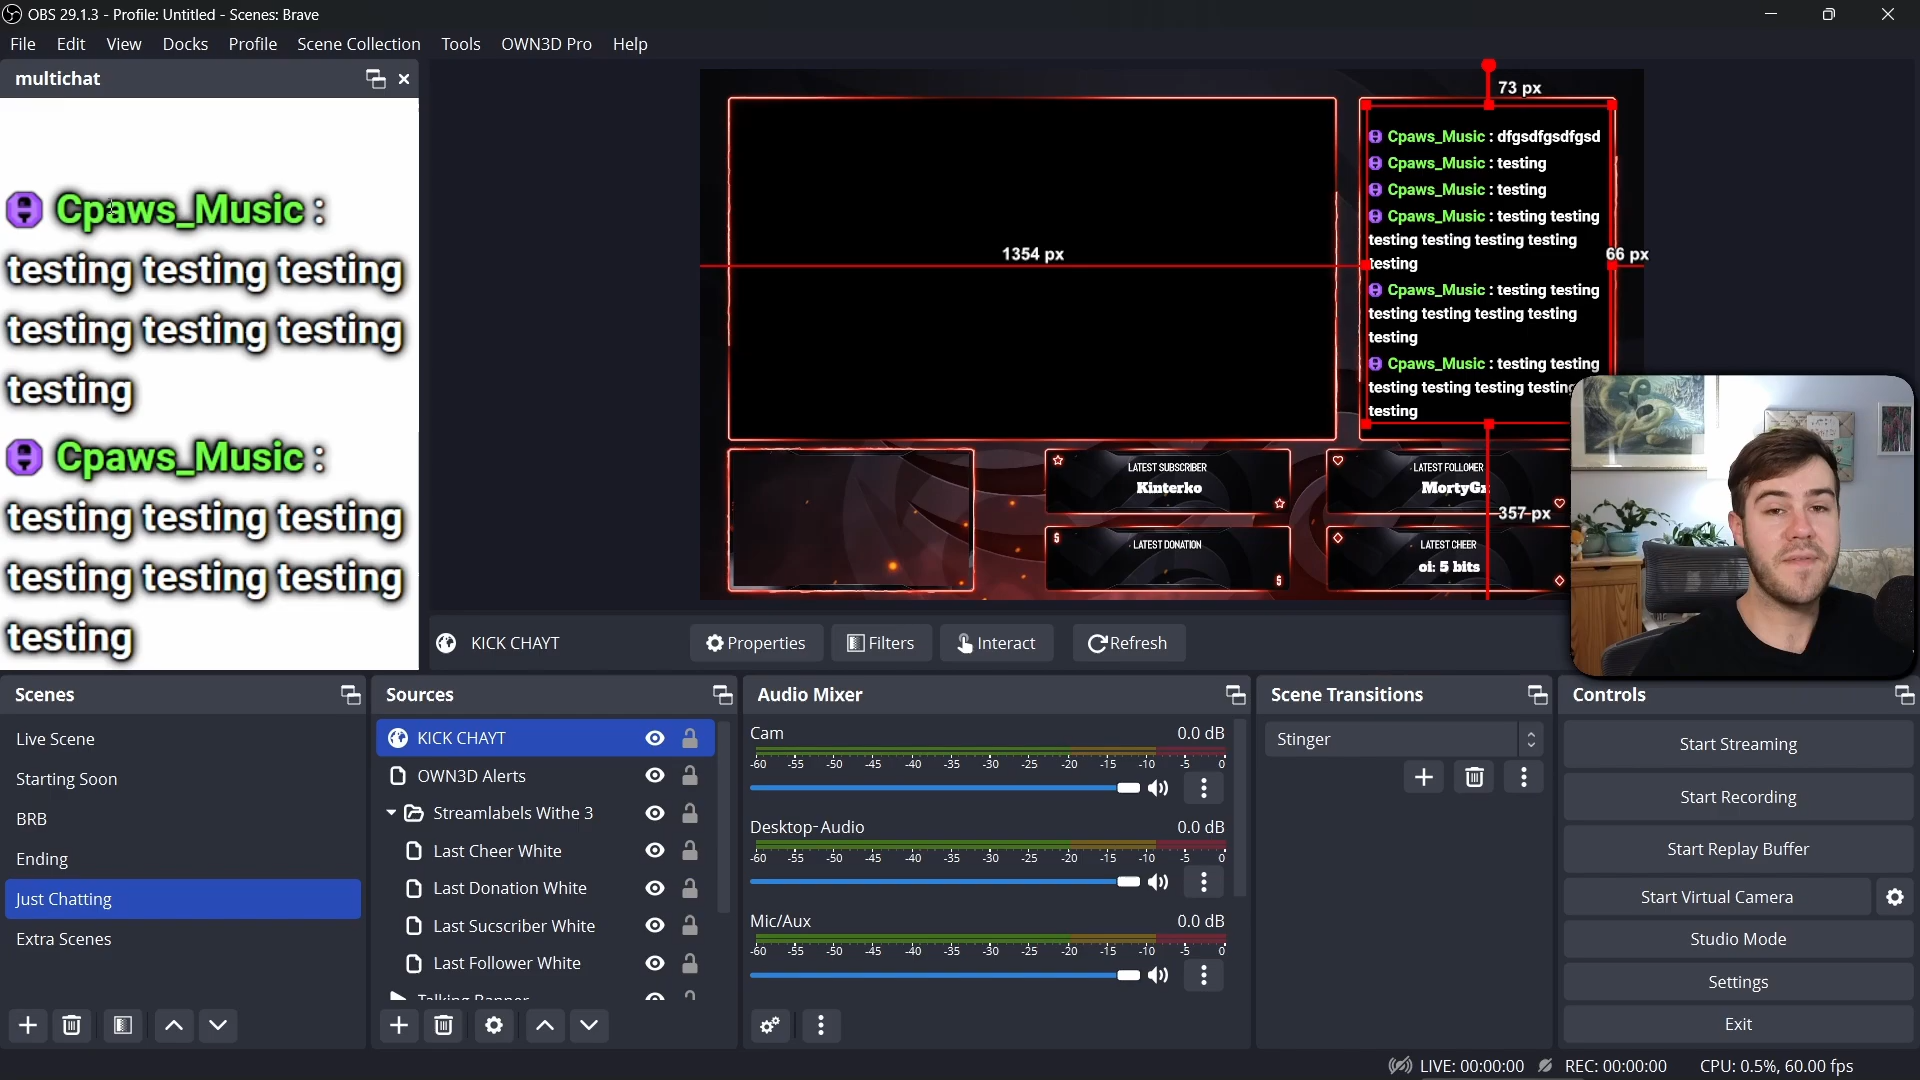 OBS 29.1.3 - Profile: Untitled - Scenes: Brave
File Edit View Docks Profile Scene Collection Tools OWN3D Pro Help
multichat
Cpaws_Music :
testing testing testing
testing testing testing
testing
Cpaws_Music :
testing testing testing
testing testing testing
testing
73 px
1354 px
66 px
357 px
Cpaws_Music : dfgsdfgsdfgsd
Cpaws_Music : testing
Cpaws_Music : testing
Cpaws_Music : testing testing
testing testing testing testing
testing
Cpaws_Music : testing testing
testing testing testing testing
testing
Cpaws_Music : testing testing
testing testing testing testing
testing
LATEST SUBSCRIBER
Kinterko
LATEST FOLLOWER
LATEST DONATION
LATEST CHEER
oi: 5 bits
KICK CHAYT
Properties
Filters
Interact
Refresh
Scenes
Live Scene
Starting Soon
BRB
Ending
Just Chatting
Extra Scenes
Sources
KICK CHAYT
OWN3D Alerts
Streamlabels Withe 3
Last Cheer White
Last Donation White
Last Sucscriber White
Last Follower White
Talking Banner
Audio Mixer
Cam 0.0 dB
-60 -55 -50 -45 -40 -35 -30 -25 -20 -15 -10 -5 0
Desktop-Audio 0.0 dB
-60 -55 -50 -45 -40 -35 -30 -25 -20 -15 -10 -5 0
Mic/Aux 0.0 dB
-60 -55 -50 -45 -40 -35 -30 -25 -20 -15 -10 -5 0
Scene Transitions
Stinger
Controls
Start Streaming
Start Recording
Start Replay Buffer
Start Virtual Camera
Studio Mode
Settings
Exit
LIVE: 00:00:00 REC: 00:00:00 CPU: 0.5%, 60.00 fps